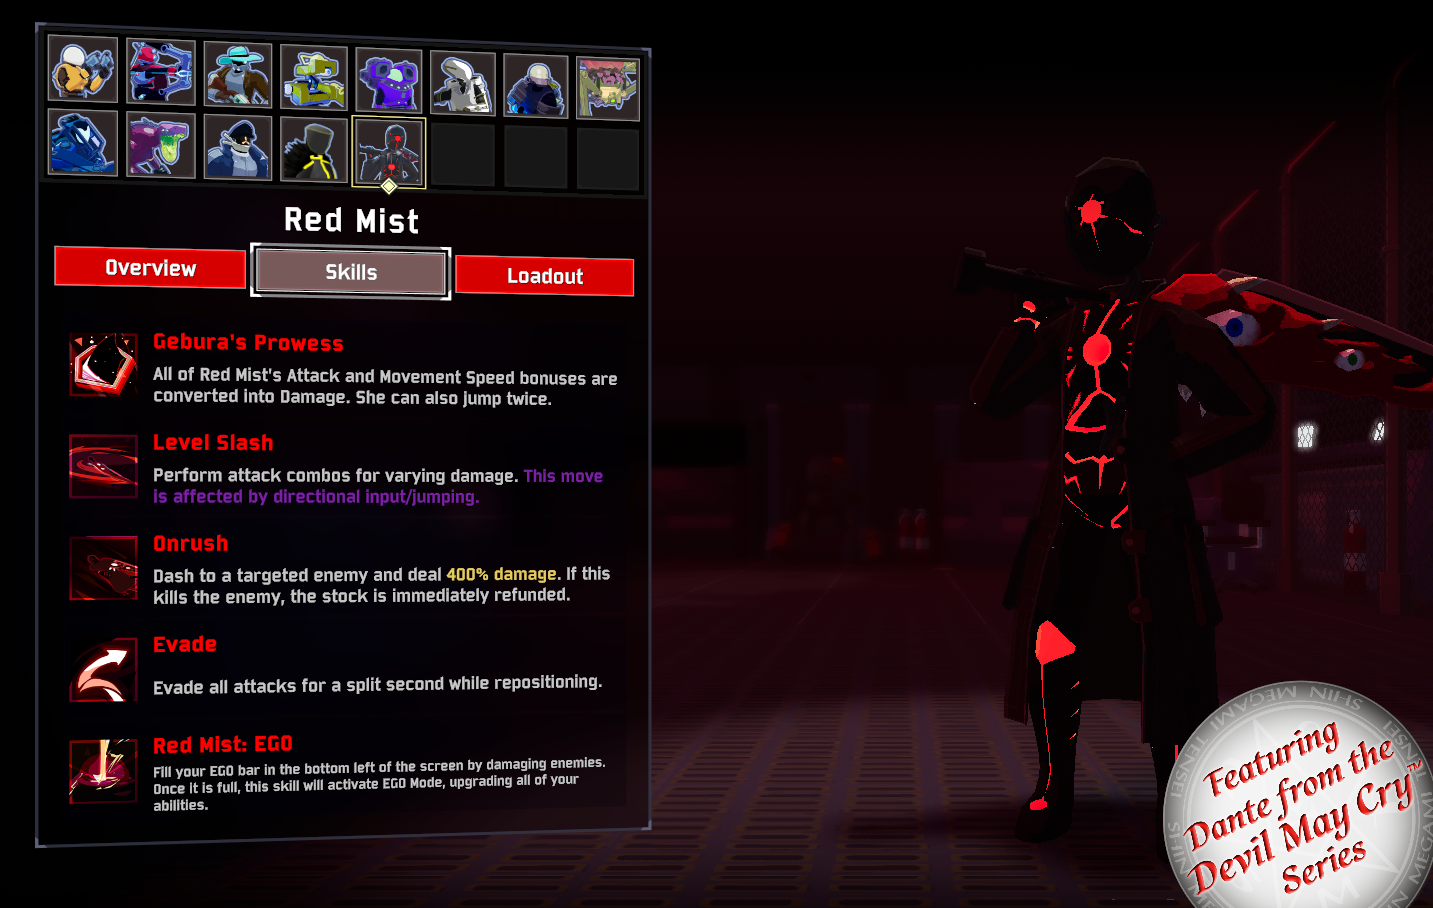 Red Mist
Overview
Skills
Loadout
Gebura's Prowess
All of Red Mist's Attack and Movement Speed bonuses are
converted into Damage. She can also jump twice.
Level Slash
Perform attack combos for varying damage. This move
is affected by directional input/jumping.
Onrush
Dash to a targeted enemy and deal 400% damage. If this
kills the enemy, the stock is immediately refunded.
Evade
Evade all attacks for a split second while repositioning.
Red Mist: EGO
Fill your EGO bar in the bottom left of the screen by damaging enemies.
Once it is full, this skill will activate EGO Mode, upgrading all of your
abilities.
SHIN MEGAMI TENSEI
Featuring
Dante from the
Devil May Cry™
Series